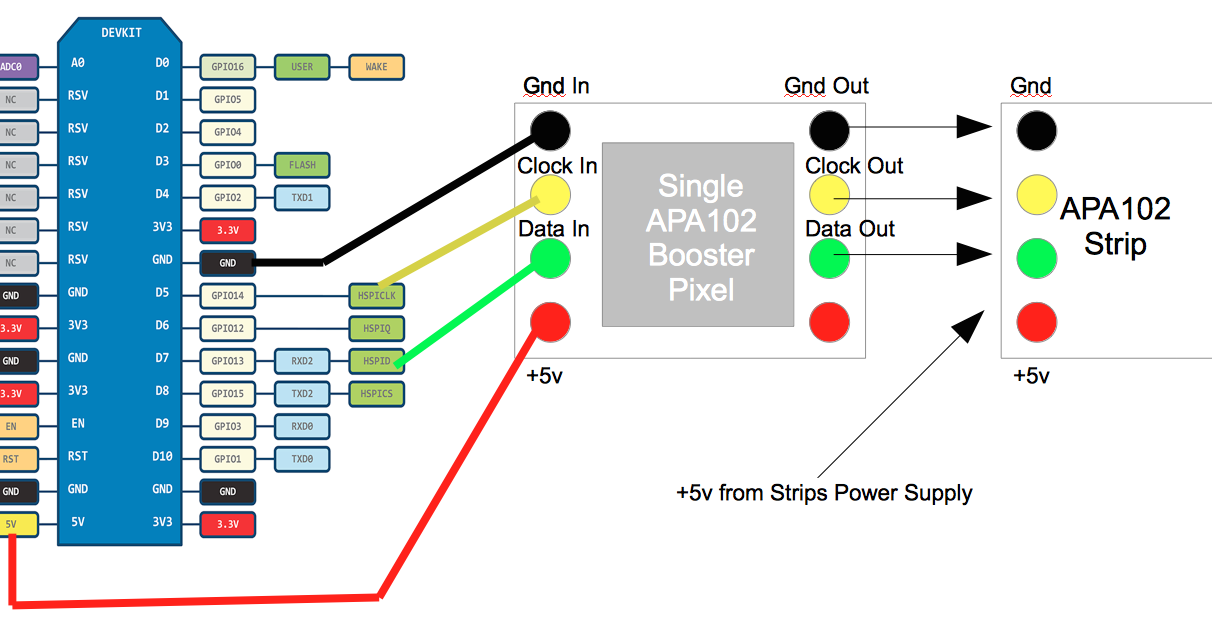 DEVKIT
ADC0 A0 D0 GPIO16 USER WAKE
NC RSV D1 GPIO5
NC RSV D2 GPIO4
NC RSV D3 GPIO0 FLASH
NC RSV D4 GPIO2 TXD1
NC RSV 3V3 3.3V
NC RSV GND GND
GND GND D5 GPIO14 HSPICLK
3.3V 3V3 D6 GPIO12 HSPIQ
GND GND D7 GPIO13 RXD2 HSPID
3.3V 3V3 D8 GPIO15 TXD2 HSPICS
EN EN D9 GPIO3 RXD0
RST RST D10 GPIO1 TXD0
GND GND GND GND
5V 5V 3V3 3.3V
Gnd In
Clock In
Data In
+5v
Single
APA102
Booster
Pixel
Gnd Out
Clock Out
Data Out
Gnd
APA102
Strip
+5v
+5v from Strips Power Supply